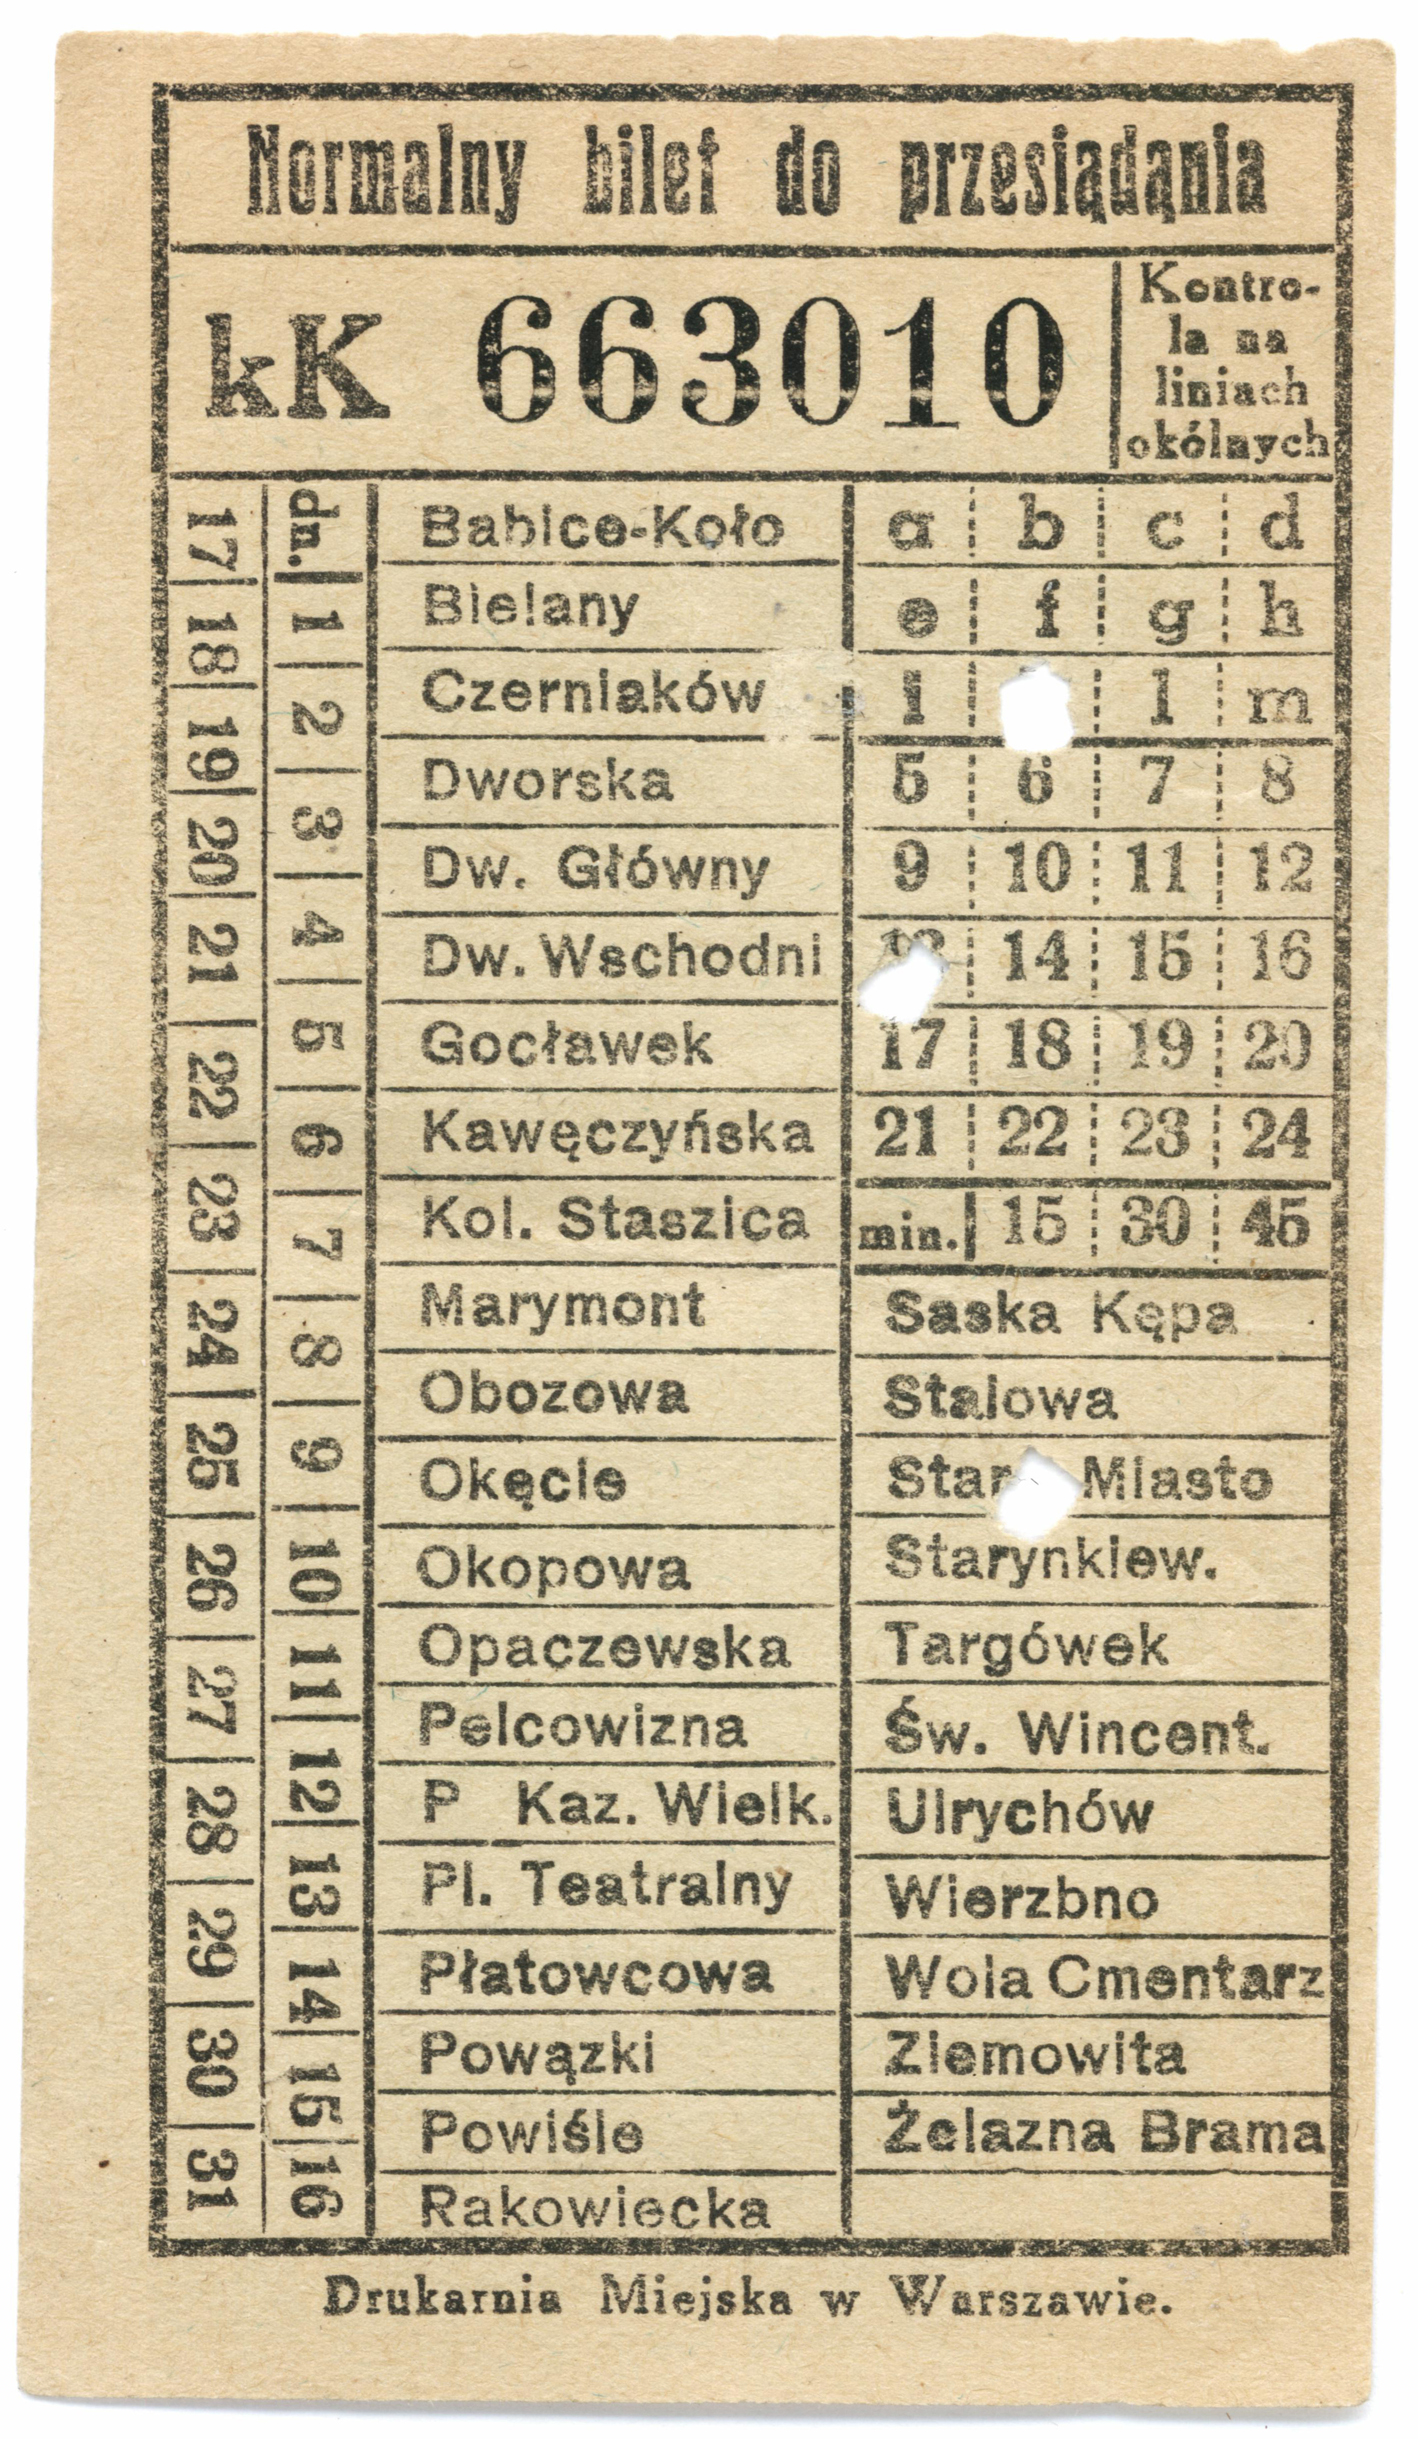 Normalny bilet do przesiądąnia
kK 663010
Kontro-
la na
liniach
okólnych
dn. 1 2 3 4 5 6 7 8 9 10 11 12 13 14 15 16
17 18 19 20 21 22 23 24 25 26 27 28 29 30 31
Babice-Koło
Bielany
Czerniaków
Dworska
Dw. Główny
Dw. Wschodni
Gocławek
Kawęczyńska
Kol. Staszica
Marymont
Obozowa
Okęcie
Okopowa
Opaczewska
Pelcowizna
P Kaz. Wielk.
Pl. Teatralny
Płatowcowa
Powązki
Powiśle
Rakowiecka
a b c d
e f g h
i l m
5 6 7 8
9 10 11 12
13 14 15 16
17 18 19 20
21 22 23 24
min. 15 30 45
Saska Kępa
Stalowa
Star Miasto
Starynkiew.
Targówek
Św. Wincent.
Ulrychów
Wierzbno
Wola Cmentarz
Ziemowita
Żelazna Brama
Drukarnia Miejska w Warszawie.